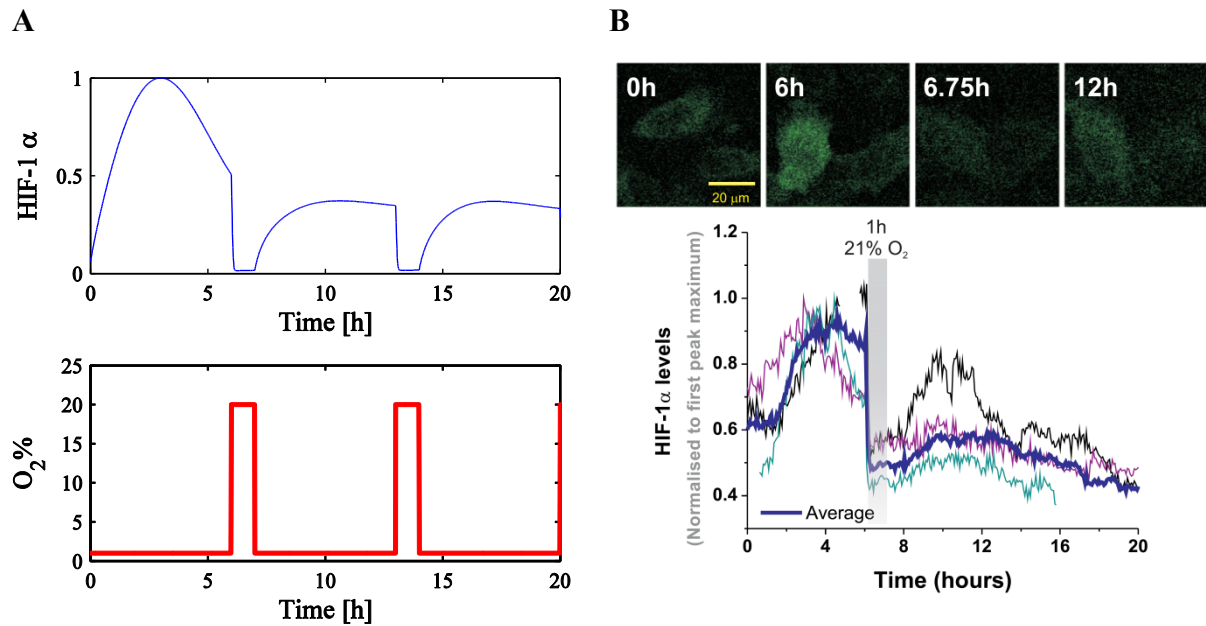 A
HIF-1 α
1
0.5
0
0 5 10 15 20
Time [h]
O2%
25
20
15
10
5
0
0 5 10 15 20
Time [h]
B
0h
6h
6.75h
12h
20 μm
1h
21% O2
HIF-1α levels
(Normalised to first peak maximum)
1.2
1.0
0.8
0.6
0.4
Average
0 4 8 12 16 20
Time (hours)